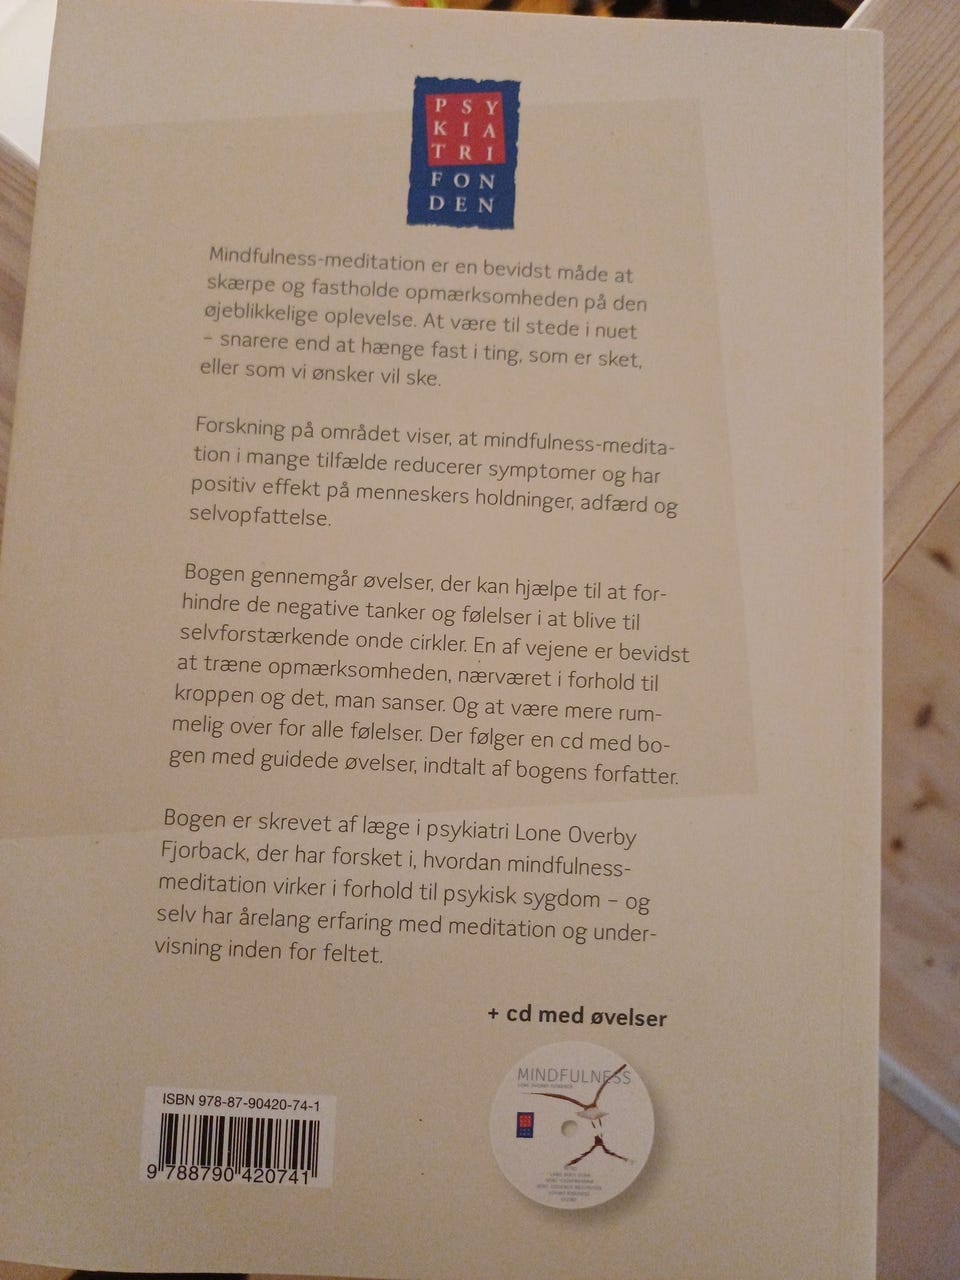 PSY
KIA
TRI
FON
DEN
Mindfulness-meditation er en bevidst måde at
skærpe og fastholde opmærksomheden på den
øjeblikkelige oplevelse. At være til stede i nuet
– snarere end at hænge fast i ting, som er sket,
eller som vi ønsker vil ske.
Forskning på området viser, at mindfulness-medita-
tion i mange tilfælde reducerer symptomer og har
positiv effekt på menneskers holdninger, adfærd og
selvopfattelse.
Bogen gennemgår øvelser, der kan hjælpe til at for-
hindre de negative tanker og følelser i at blive til
selvforstærkende onde cirkler. En af vejene er bevidst
at træne opmærksomheden, nærværet i forhold til
kroppen og det, man sanser. Og at være mere rum-
melig over for alle følelser. Der følger en cd med bo-
gen med guidede øvelser, indtalt af bogens forfatter.
Bogen er skrevet af læge i psykiatri Lone Overby
Fjorback, der har forsket i, hvordan mindfulness-
meditation virker i forhold til psykisk sygdom – og
selv har årelang erfaring med meditation og under-
visning inden for feltet.
+ cd med øvelser
MINDFULNESS
LONE OVERBY FJORBACK
ISBN 978-87-90420-74-1
9 788790 420741